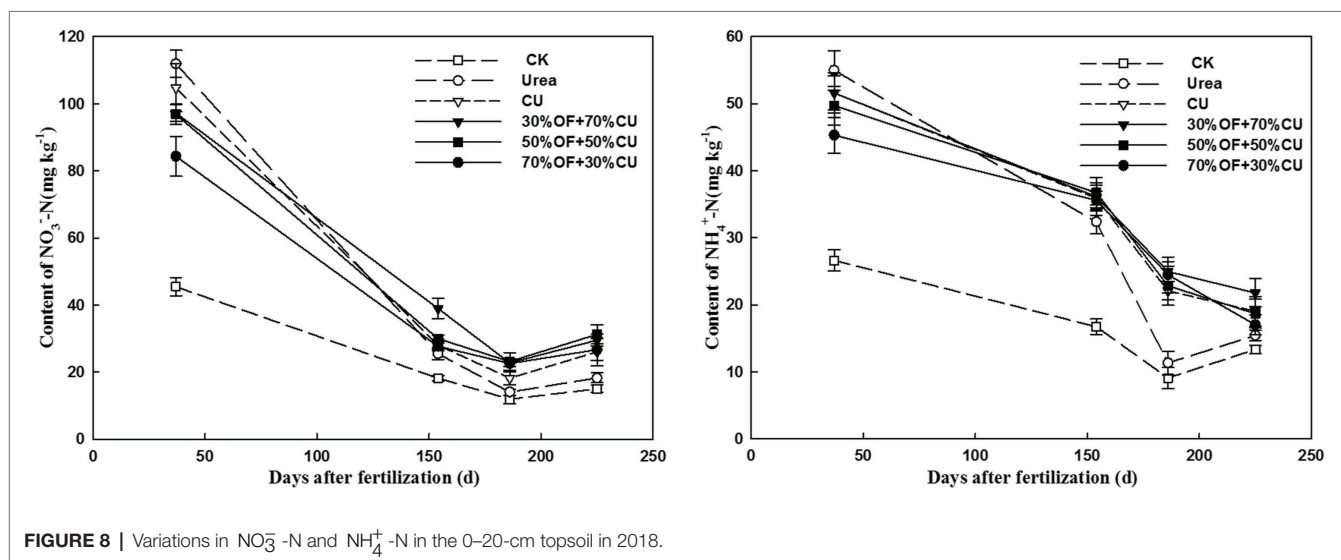 120
100
80
60
40
20
0
Content of NO₃⁻-N(mg kg⁻¹)
CK
Urea
CU
30%OF+70%CU
50%OF+50%CU
70%OF+30%CU
0 50 100 150 200 250
Days after fertilization (d)
60
50
40
30
20
10
0
Content of NH₄⁺-N(mg kg⁻¹)
CK
Urea
CU
30%OF+70%CU
50%OF+50%CU
70%OF+30%CU
0 50 100 150 200 250
Days after fertilization (d)
FIGURE 8 | Variations in NO₃⁻ -N and NH₄⁺ -N in the 0–20-cm topsoil in 2018.